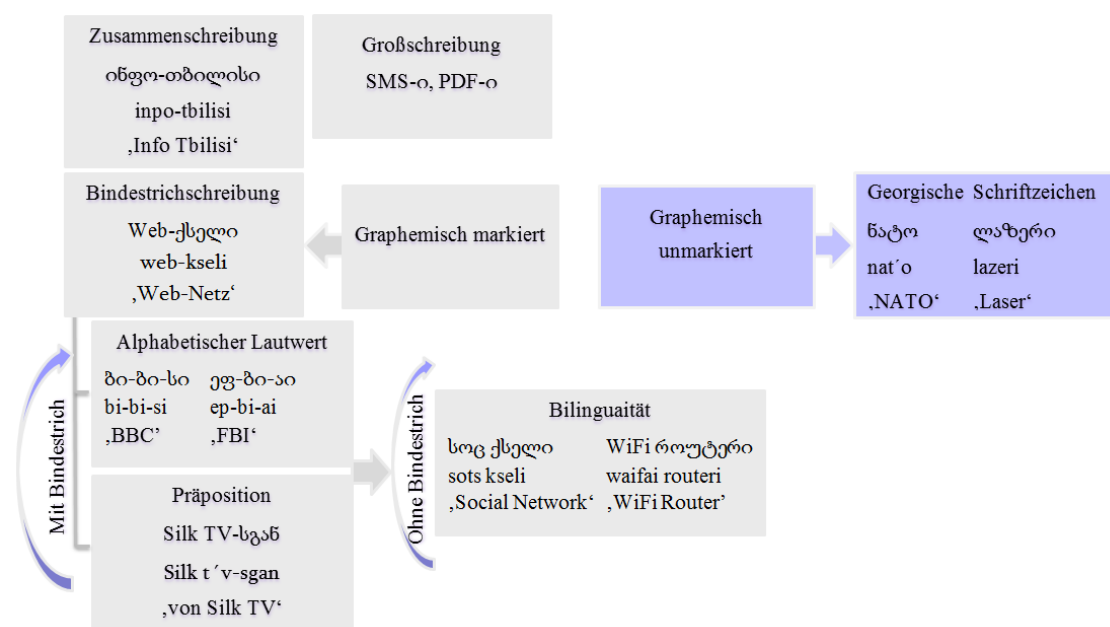 Zusammenschreibung
ინფო-თბილისი
inpo-tbilisi
‚Info Tbilisi‘
Großschreibung
SMS-ი, PDF-ი
Bindestrichschreibung
Web-ქსელი
web-kseli
‚Web-Netz‘
Graphemisch markiert
Graphemisch
unmarkiert
Georgische Schriftzeichen
ნატო ლაზერი
nat´o lazeri
‚NATO‘ ‚Laser‘
Mit Bindestrich
Alphabetischer Lautwert
ბი-ბი-სი ეფ-ბი-აი
bi-bi-si ep-bi-ai
‚BBC’ ‚FBI‘
Präposition
Silk TV-სგან
Silk t´v-sgan
‚von Silk TV‘
Ohne Bindestrich
Bilinguaität
სოც ქსელი WiFi როუტერი
sots kseli waifai routeri
‚Social Network‘ ‚WiFi Router’